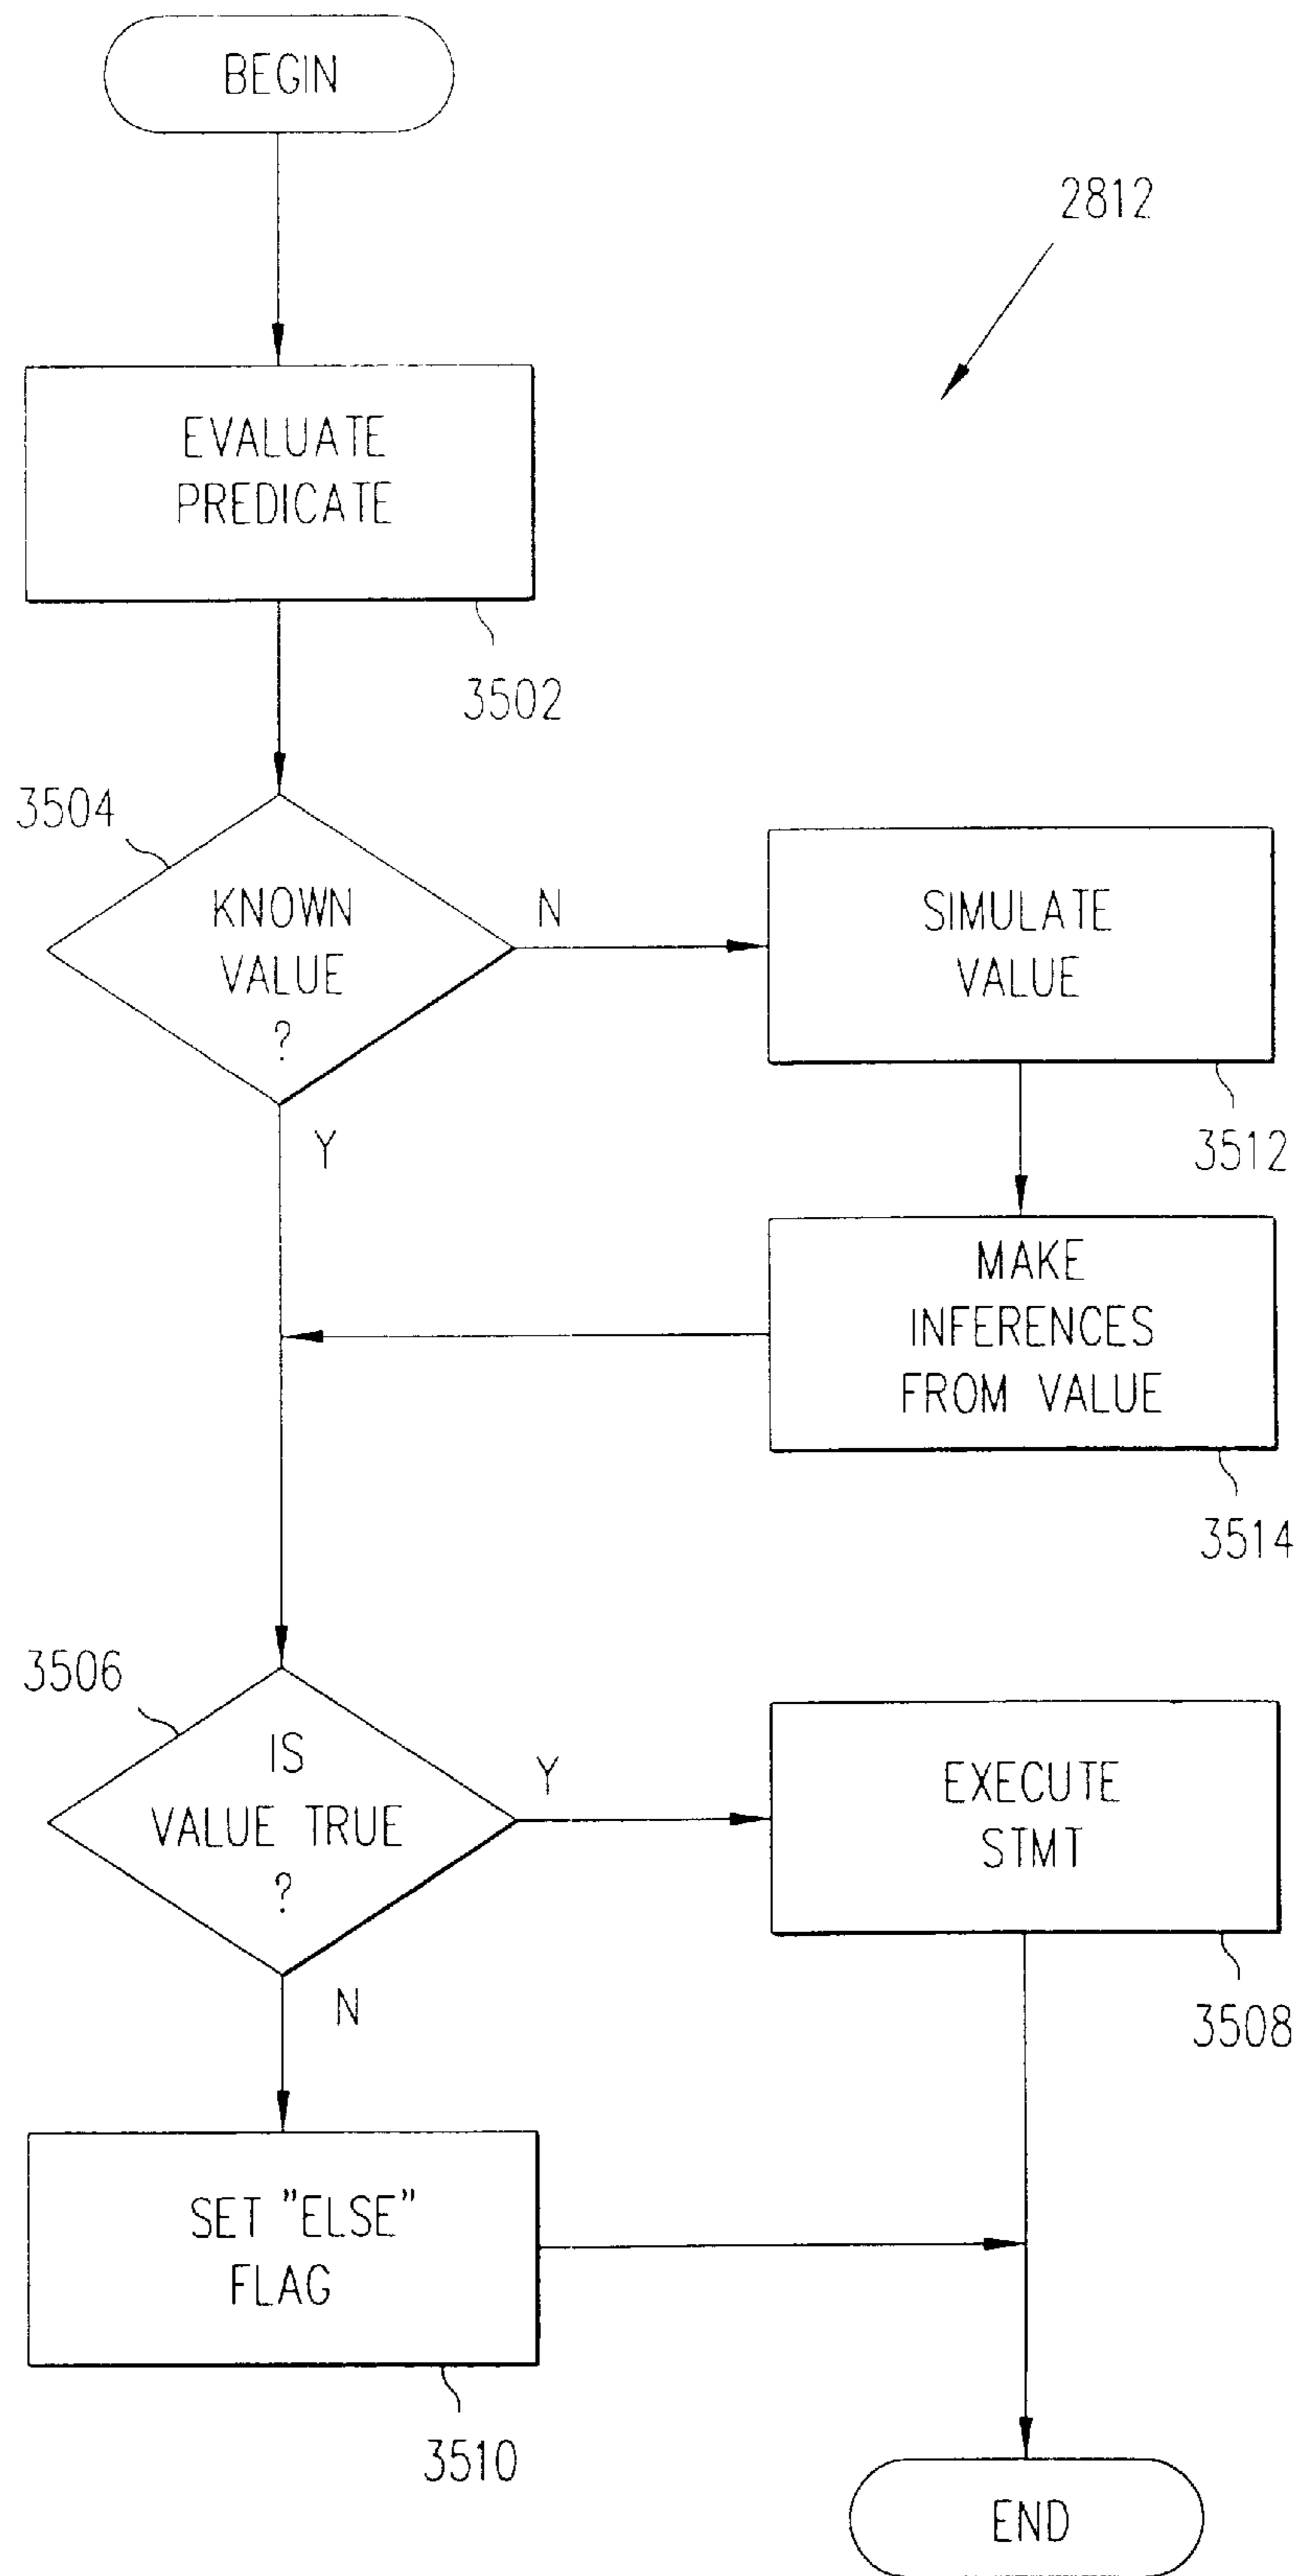 BEGIN
2812
EVALUATE
PREDICATE
3502
3504
KNOWN
VALUE
?
N
Y
SIMULATE
VALUE
3512
MAKE
INFERENCES
FROM VALUE
3514
3506
IS
VALUE TRUE
?
Y
N
EXECUTE
STMT
3508
SET "ELSE"
FLAG
3510
END